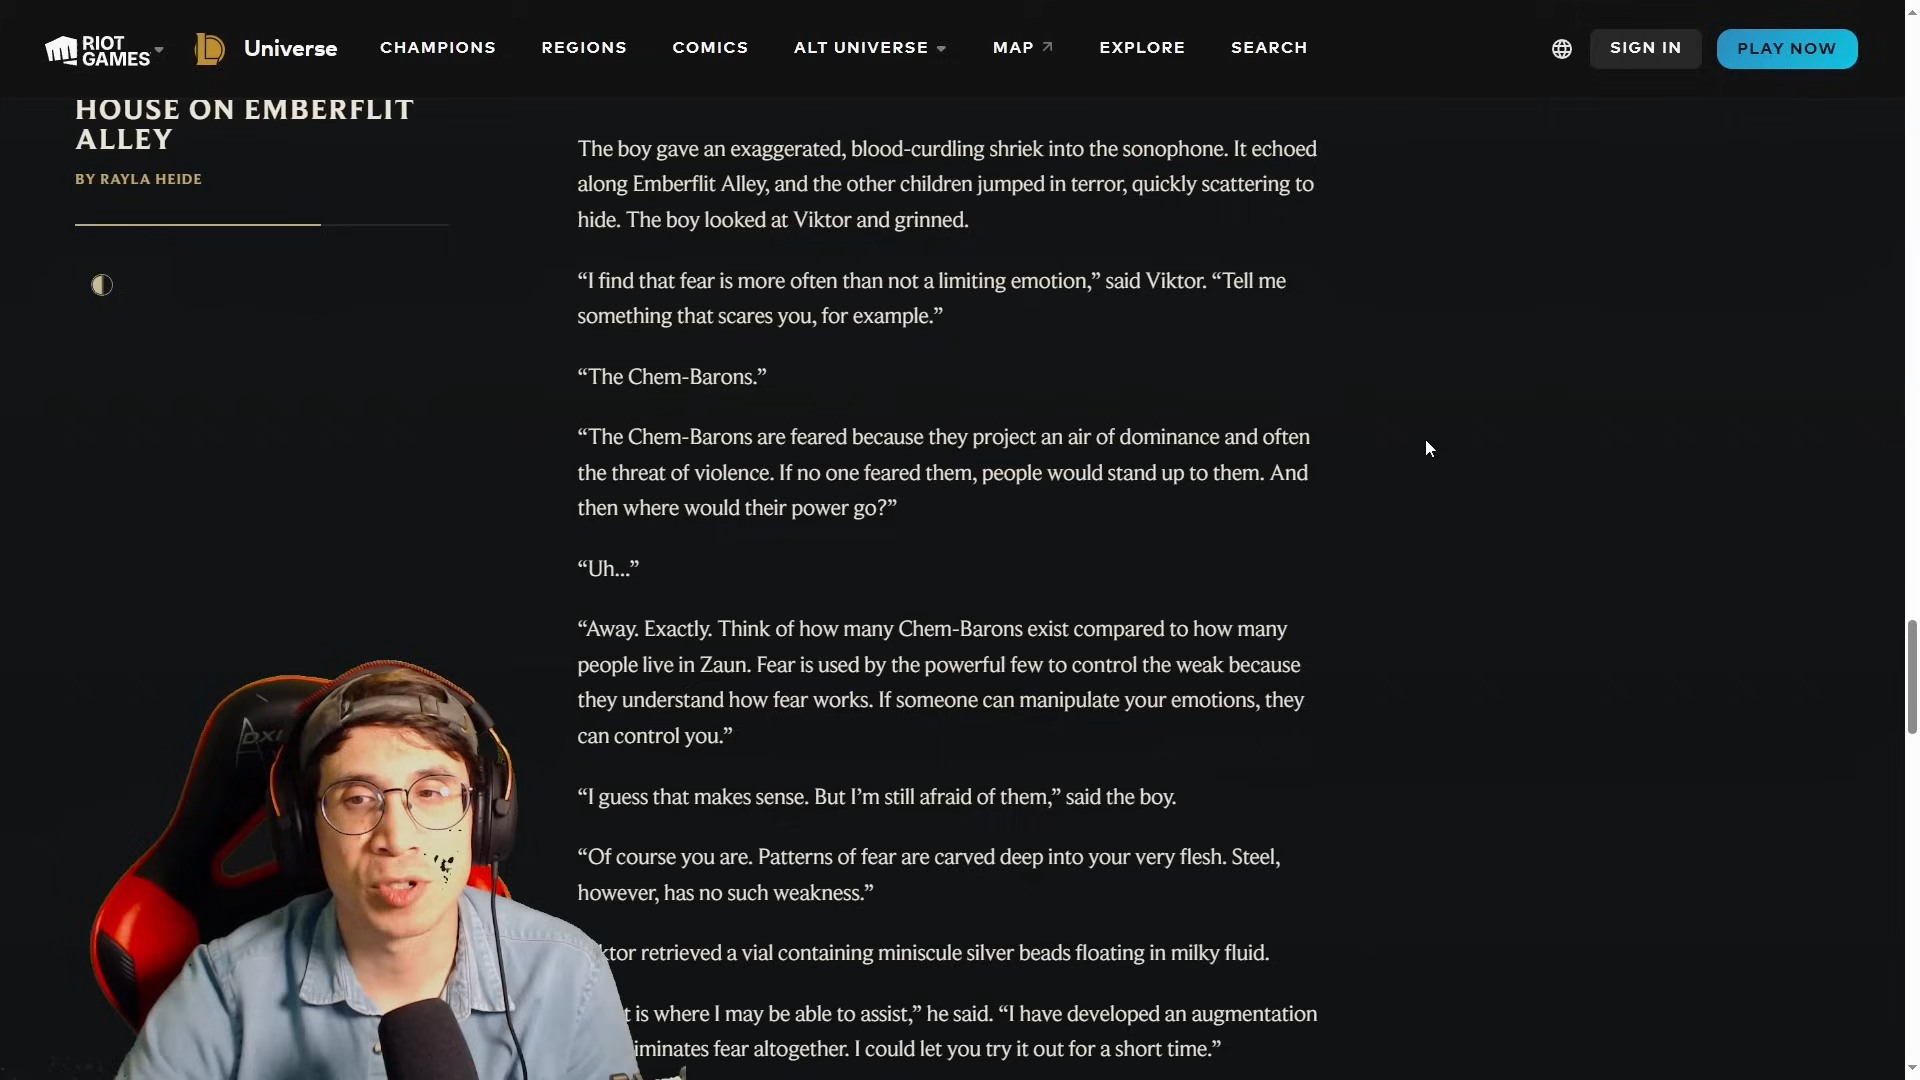 RIOT
GAMES
Universe
CHAMPIONS
REGIONS
COMICS
ALT UNIVERSE
MAP
EXPLORE
SEARCH
SIGN IN
PLAY NOW
HOUSE ON EMBERFLIT
ALLEY
BY RAYLA HEIDE
The boy gave an exaggerated, blood-curdling shriek into the sonophone. It echoed
along Emberflit Alley, and the other children jumped in terror, quickly scattering to
hide. The boy looked at Viktor and grinned.
“I find that fear is more often than not a limiting emotion,” said Viktor. “Tell me
something that scares you, for example.”
“The Chem-Barons.”
“The Chem-Barons are feared because they project an air of dominance and often
the threat of violence. If no one feared them, people would stand up to them. And
then where would their power go?”
“Uh...”
“Away. Exactly. Think of how many Chem-Barons exist compared to how many
people live in Zaun. Fear is used by the powerful few to control the weak because
they understand how fear works. If someone can manipulate your emotions, they
can control you.”
“I guess that makes sense. But I’m still afraid of them,” said the boy.
“Of course you are. Patterns of fear are carved deep into your very flesh. Steel,
however, has no such weakness.”
ktor retrieved a vial containing miniscule silver beads floating in milky fluid.
t is where I may be able to assist,” he said. “I have developed an augmentation
iminates fear altogether. I could let you try it out for a short time.”